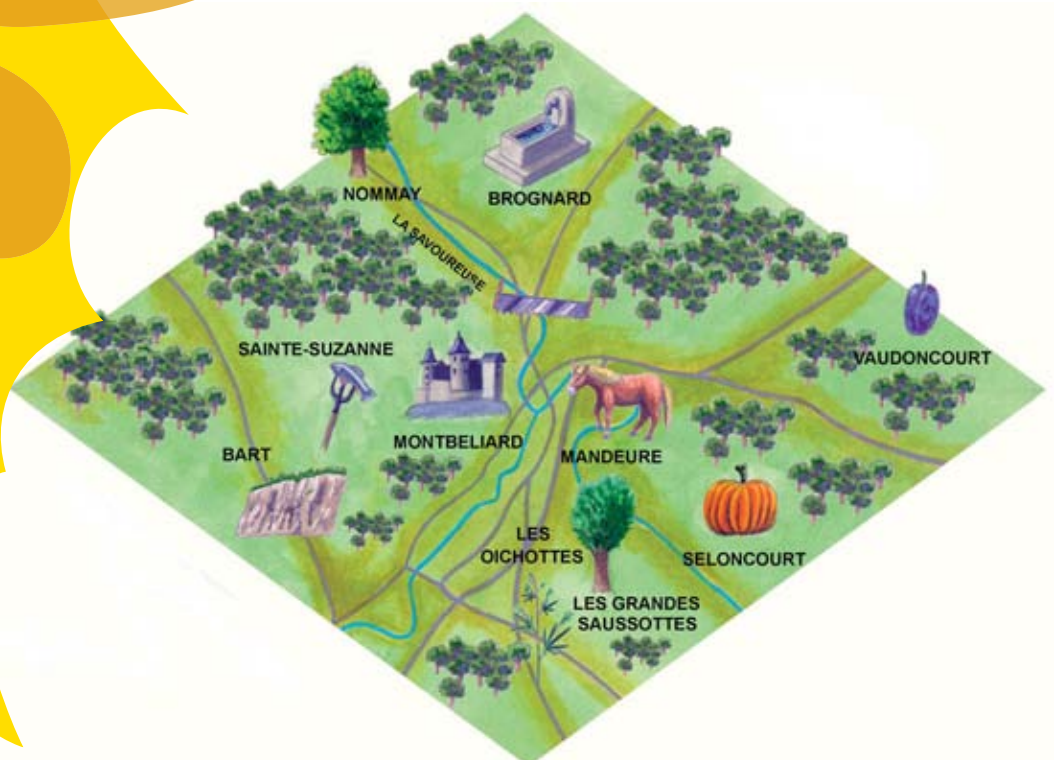 NOMMAY
BROGNARD
LA SAVOUREUSE
SAINTE-SUZANNE
VAUDONCOURT
MONTBELIARD
BART
MANDEURE
LES
OICHOTTES
SELONCOURT
LES GRANDES
SAUSSOTTES